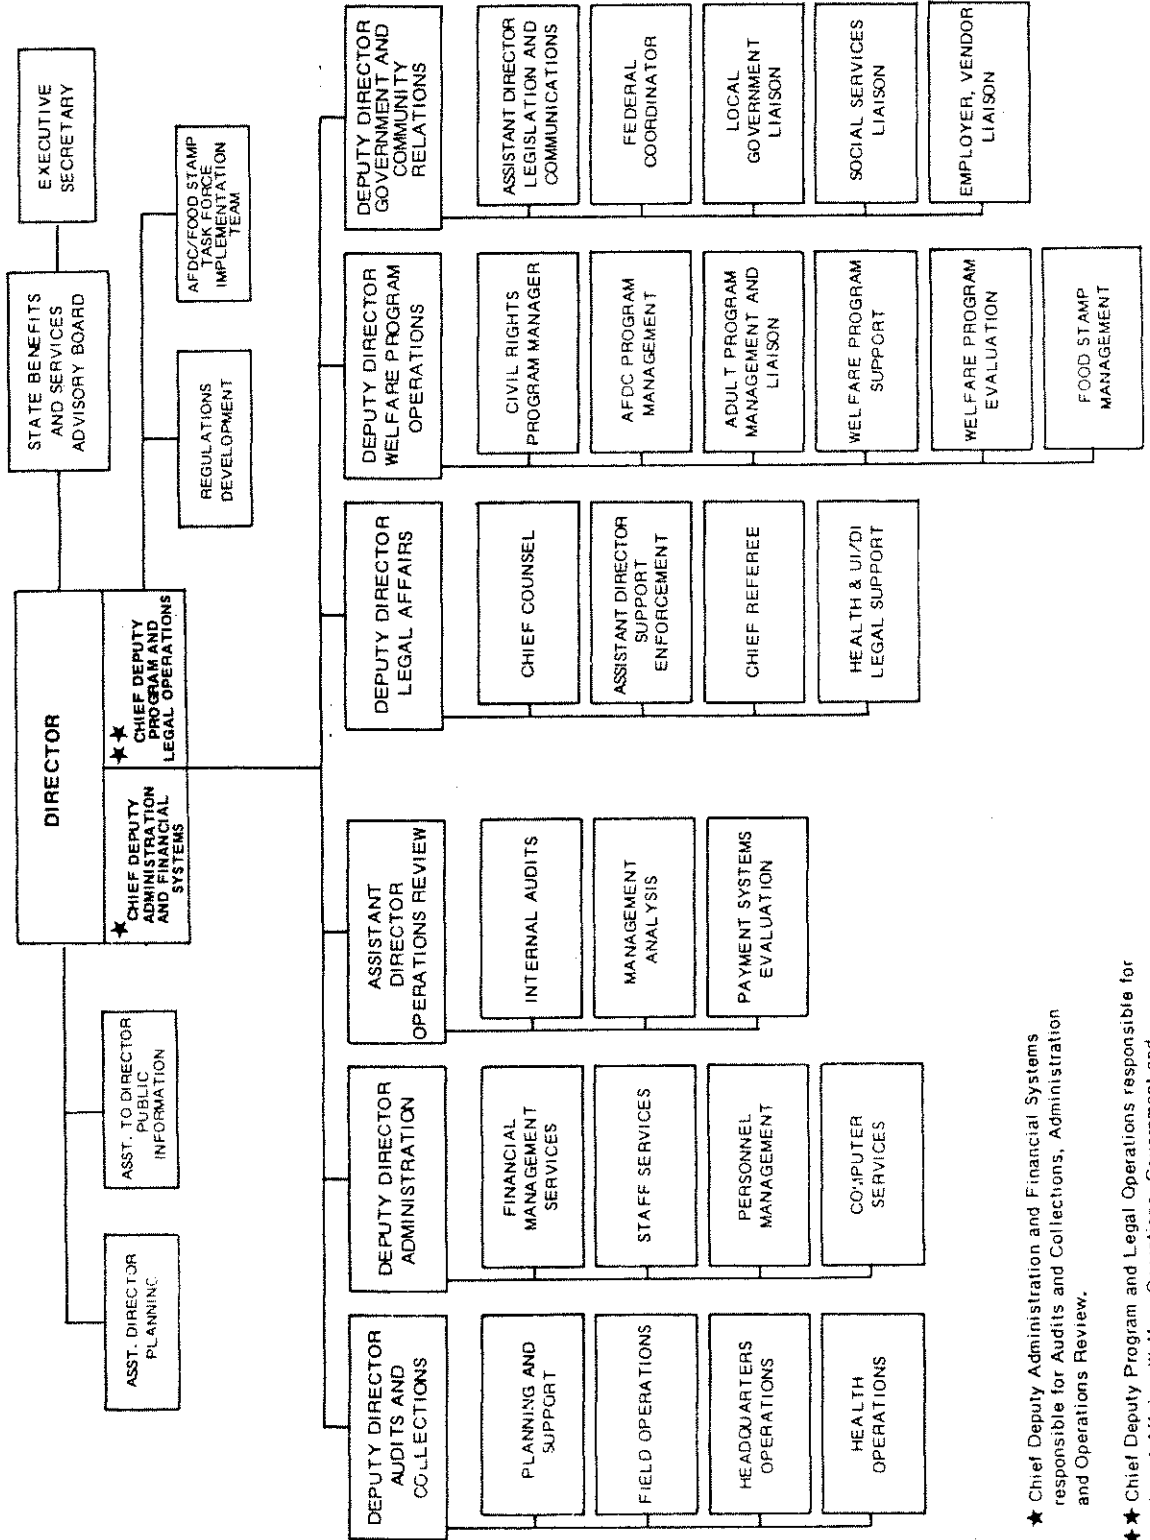 DIRECTOR
★ CHIEF DEPUTY
ADMINISTRATION
AND FINANCIAL
SYSTEMS
★★
CHIEF DEPUTY
PROGRAM AND
LEGAL OPERATIONS
STATE BENEFITS
AND SERVICES
ADVISORY BOARD
EXECUTIVE
SECRETARY
ASST. DIRECTOR
PLANNING
ASST. TO DIRECTOR
PUBLIC
INFORMATION
REGULATIONS
DEVELOPMENT
AFDC/FOOD STAMP
TASK FORCE
IMPLEMENTATION
TEAM
DEPUTY DIRECTOR
AUDITS AND
COLLECTIONS
PLANNING AND
SUPPORT
FIELD OPERATIONS
HEADQUARTERS
OPERATIONS
HEALTH
OPERATIONS
DEPUTY DIRECTOR
ADMINISTRATION
FINANCIAL
MANAGEMENT
SERVICES
STAFF SERVICES
PERSONNEL
MANAGEMENT
COMPUTER
SERVICES
ASSISTANT
DIRECTOR
OPERATIONS REVIEW
INTERNAL AUDITS
MANAGEMENT
ANALYSIS
PAYMENT SYSTEMS
EVALUATION
DEPUTY DIRECTOR
LEGAL AFFAIRS
CHIEF COUNSEL
ASSISTANT DIRECTOR
SUPPORT
ENFORCEMENT
CHIEF REFEREE
HEALTH & UI/DI
LEGAL SUPPORT
DEPUTY DIRECTOR
WELFARE PROGRAM
OPERATIONS
CIVIL RIGHTS
PROGRAM MANAGER
AFDC PROGRAM
MANAGEMENT
ADULT PROGRAM
MANAGEMENT AND
LIAISON
WELFARE PROGRAM
SUPPORT
WELFARE PROGRAM
EVALUATION
FOOD STAMP
MANAGEMENT
DEPUTY DIRECTOR
GOVERNMENT AND
COMMUNITY
RELATIONS
ASSISTANT DIRECTOR
LEGISLATION AND
COMMUNICATIONS
FEDERAL
COORDINATOR
LOCAL
GOVERNMENT
LIAISON
SOCIAL SERVICES
LIAISON
EMPLOYER, VENDOR
LIAISON
★ Chief Deputy Administration and Financial Systems
responsible for Audits and Collections, Administration
and Operations Review.
★★ Chief Deputy Program and Legal Operations responsible for
Legal Affairs, Welfare Operations, Government and